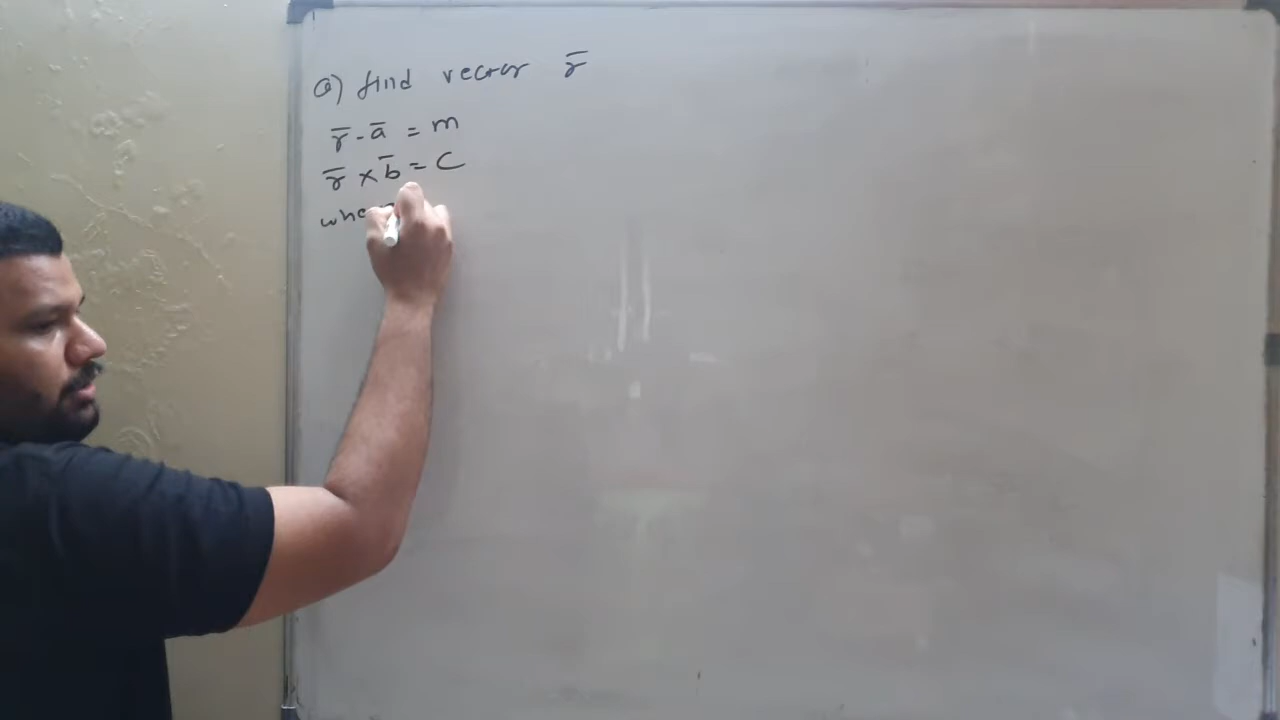 Q) find vector r̅
r̅ - a̅ = m
r̅ × b̅ = C
whe